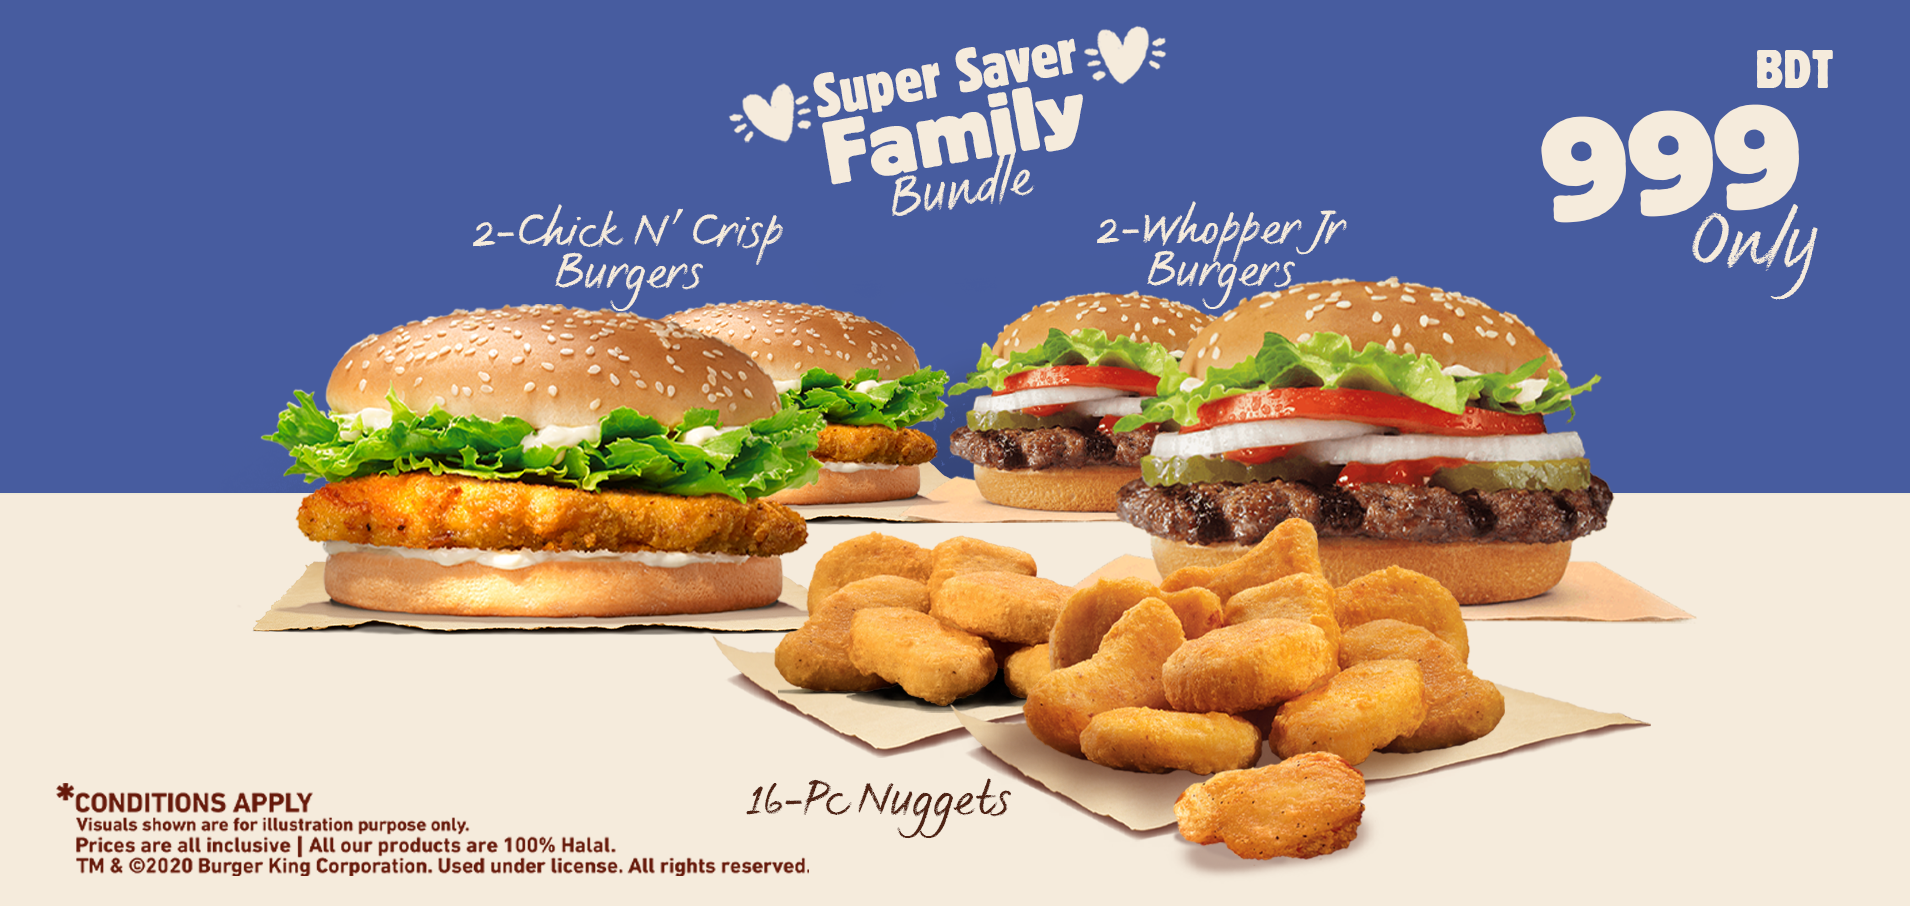 Super Saver
Family
Bundle
BDT
999
Only
2-Chick N' Crisp
Burgers
2-Whopper Jr
Burgers
16-Pc Nuggets
*CONDITIONS APPLY
Visuals shown are for illustration purpose only.
Prices are all inclusive | All our products are 100% Halal.
TM & ©2020 Burger King Corporation. Used under license. All rights reserved.